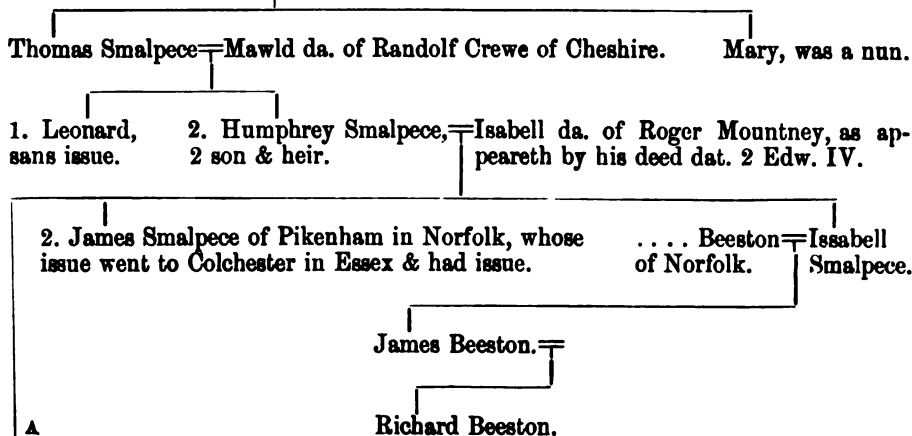 Thomas Smalpece Mawld da. of Randolf Crewe of Cheshire. Mary, was a nun.
1. Leonard, 2. Humphrey Smalpece, Isabell da. of Roger Mountney, as ap-
sans issue. 2 son & heir. peareth by his deed dat. 2 Edw. IV.
2. James Smalpece of Pikenham in Norfolk, whose .... Beeston Issabell
issue went to Colchester in Essex & had issue. of Norfolk. Smalpece.
James Beeston.
A Richard Beeston.